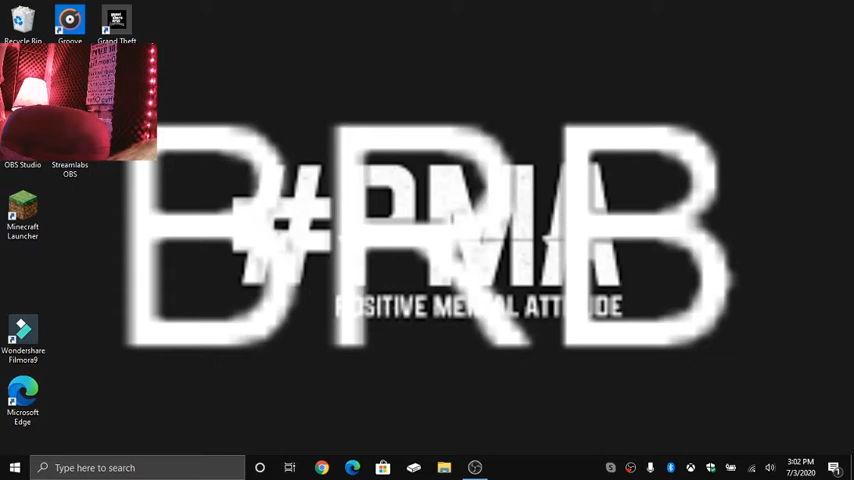 Recycle Bin
Groove
Grand Theft
OBS Studio
Streamlabs
OBS
Minecraft
Launcher
BRB
#PMA
POSITIVE MENTAL ATTITUDE
Wondershare
Filmora9
Microsoft
Edge
Type here to search
3:02 PM
7/3/2020